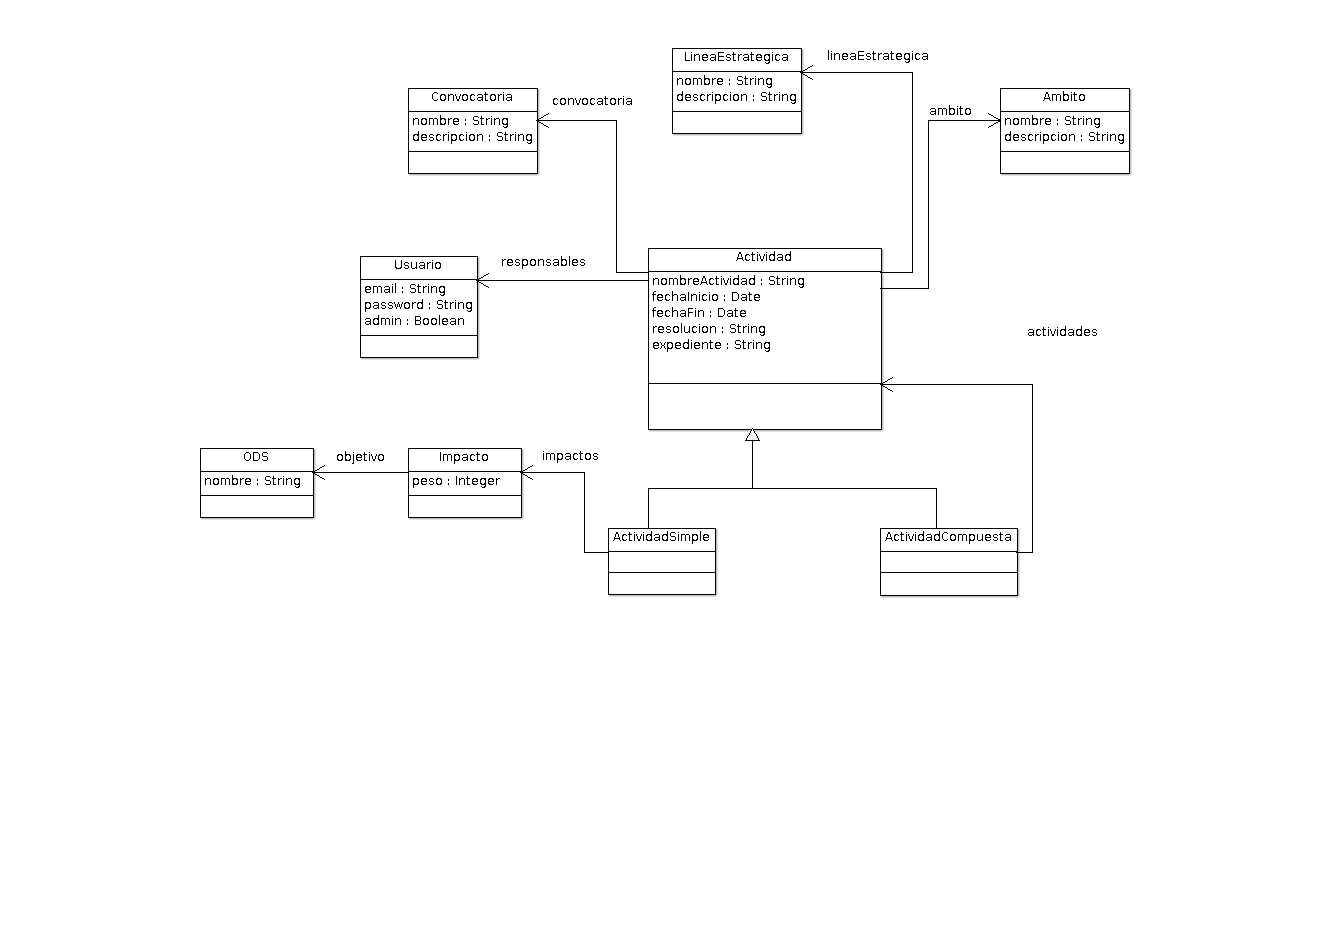 LineaEstrategica
nombre : String
descripcion : String
lineaEstrategica
Convocatoria
nombre : String
descripcion : String
convocatoria
ambito
Ambito
nombre : String
descripcion : String
Usuario
email : String
password : String
admin : Boolean
responsables
Actividad
nombreActividad : String
fechaInicio : Date
fechaFin : Date
resolucion : String
expediente : String
actividades
ODS
nombre : String
objetivo
Impacto
peso : Integer
impactos
ActividadSimple
ActividadCompuesta